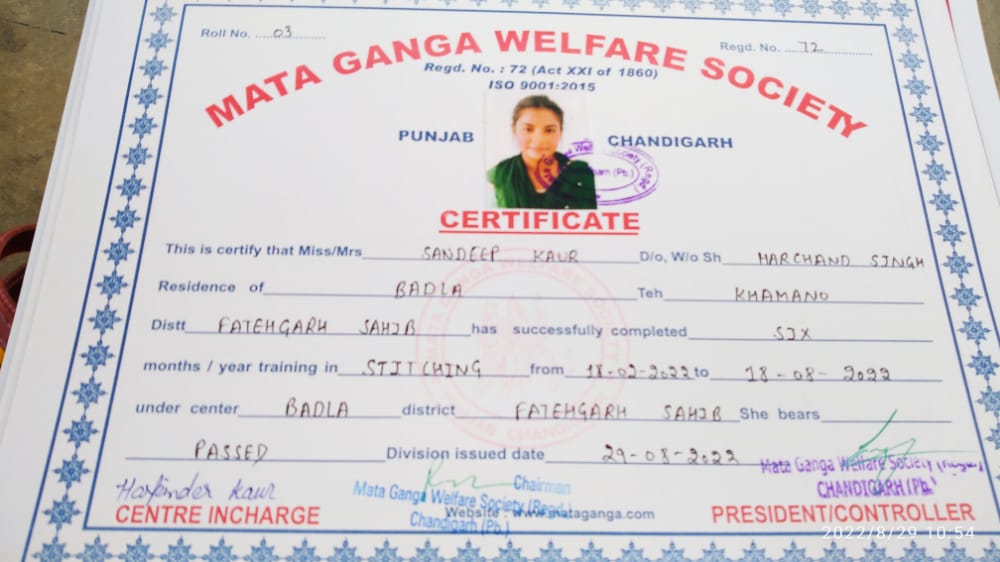 Roll No. ....03............
Regd. No. ...72................
MATA GANGA WELFARE SOCIETY
Regd. No. : 72 (Act XXI of 1860)
ISO 9001:2015
PUNJAB CHANDIGARH
CERTIFICATE
This is certify that Miss/Mrs SANDEEP KAUR D/o, W/o Sh HARCHAND SINGH
Residence of BADLA Teh KHAMANO
Distt FATEHGARH SAHIB has successfully completed SIX
months / year training in STITCHING from 18-02-2022 to 18-08-2022
under center BADLA district FATEHGARH SAHIB She bears
PASSED Division issued date 29-08-2022
Mata Ganga Welfare Society
CHANDIGARH (Pb.)
Harpinder kaur
CENTRE INCHARGE
Chairman
Mata Ganga Welfare Society (Regd.)
Chandigarh (Pb.)
Website : www.mataganga.com
PRESIDENT/CONTROLLER
2022/8/29 10:54